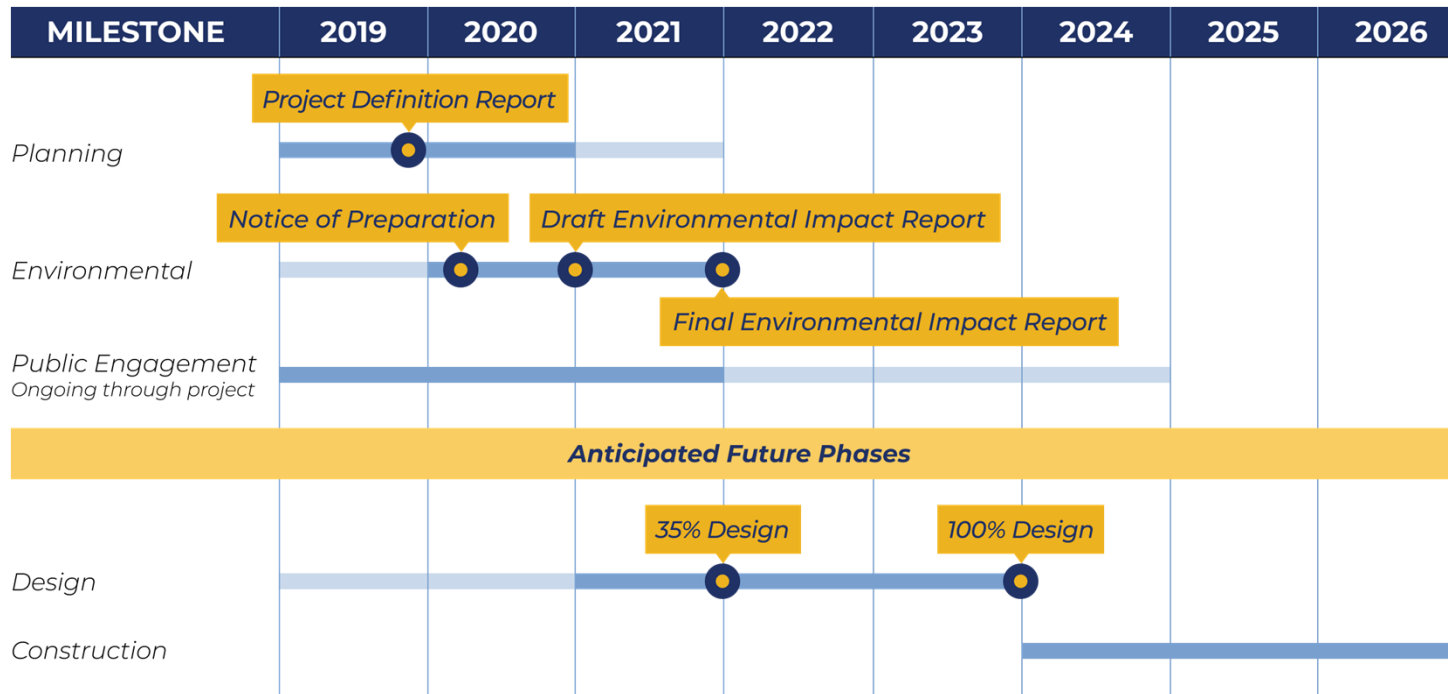 MILESTONE 2019 2020 2021 2022 2023 2024 2025 2026
Project Definition Report
Planning
Notice of Preparation Draft Environmental Impact Report
Environmental
Final Environmental Impact Report
Public Engagement
Ongoing through project
Anticipated Future Phases
35% Design 100% Design
Design
Construction